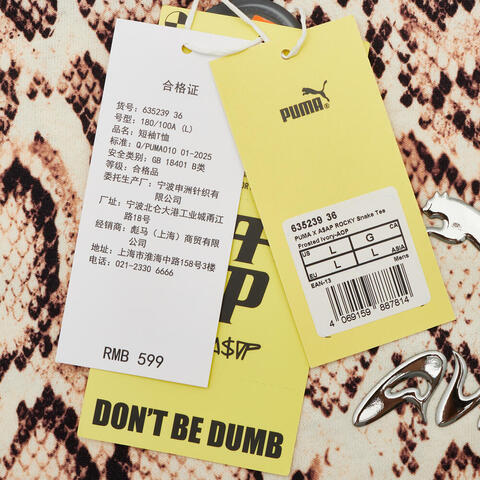 合格证
货号: 635239 36
号型: 180/100A (L)
品名: 短袖T恤
标准: Q/PUMA010 01-2025
安全类别: GB 18401 B类
等级: 合格品
委托生产厂: 宁波申洲针织有
限公司
厂址: 宁波北仑大港工业城甬江
路18号
经销商: 彪马（上海）商贸有
限公司
地址: 上海市淮海中路158号3楼
电话: 021-2330 6666
RMB 599
PUMA®
635239 36
PUMA X A$AP ROCKY Snake Tee
Frosted Ivory-AOP
US L G CA
EU L L ASIA
EAN-13 Mens
4 069159 867814
A$AP
DON'T BE DUMB